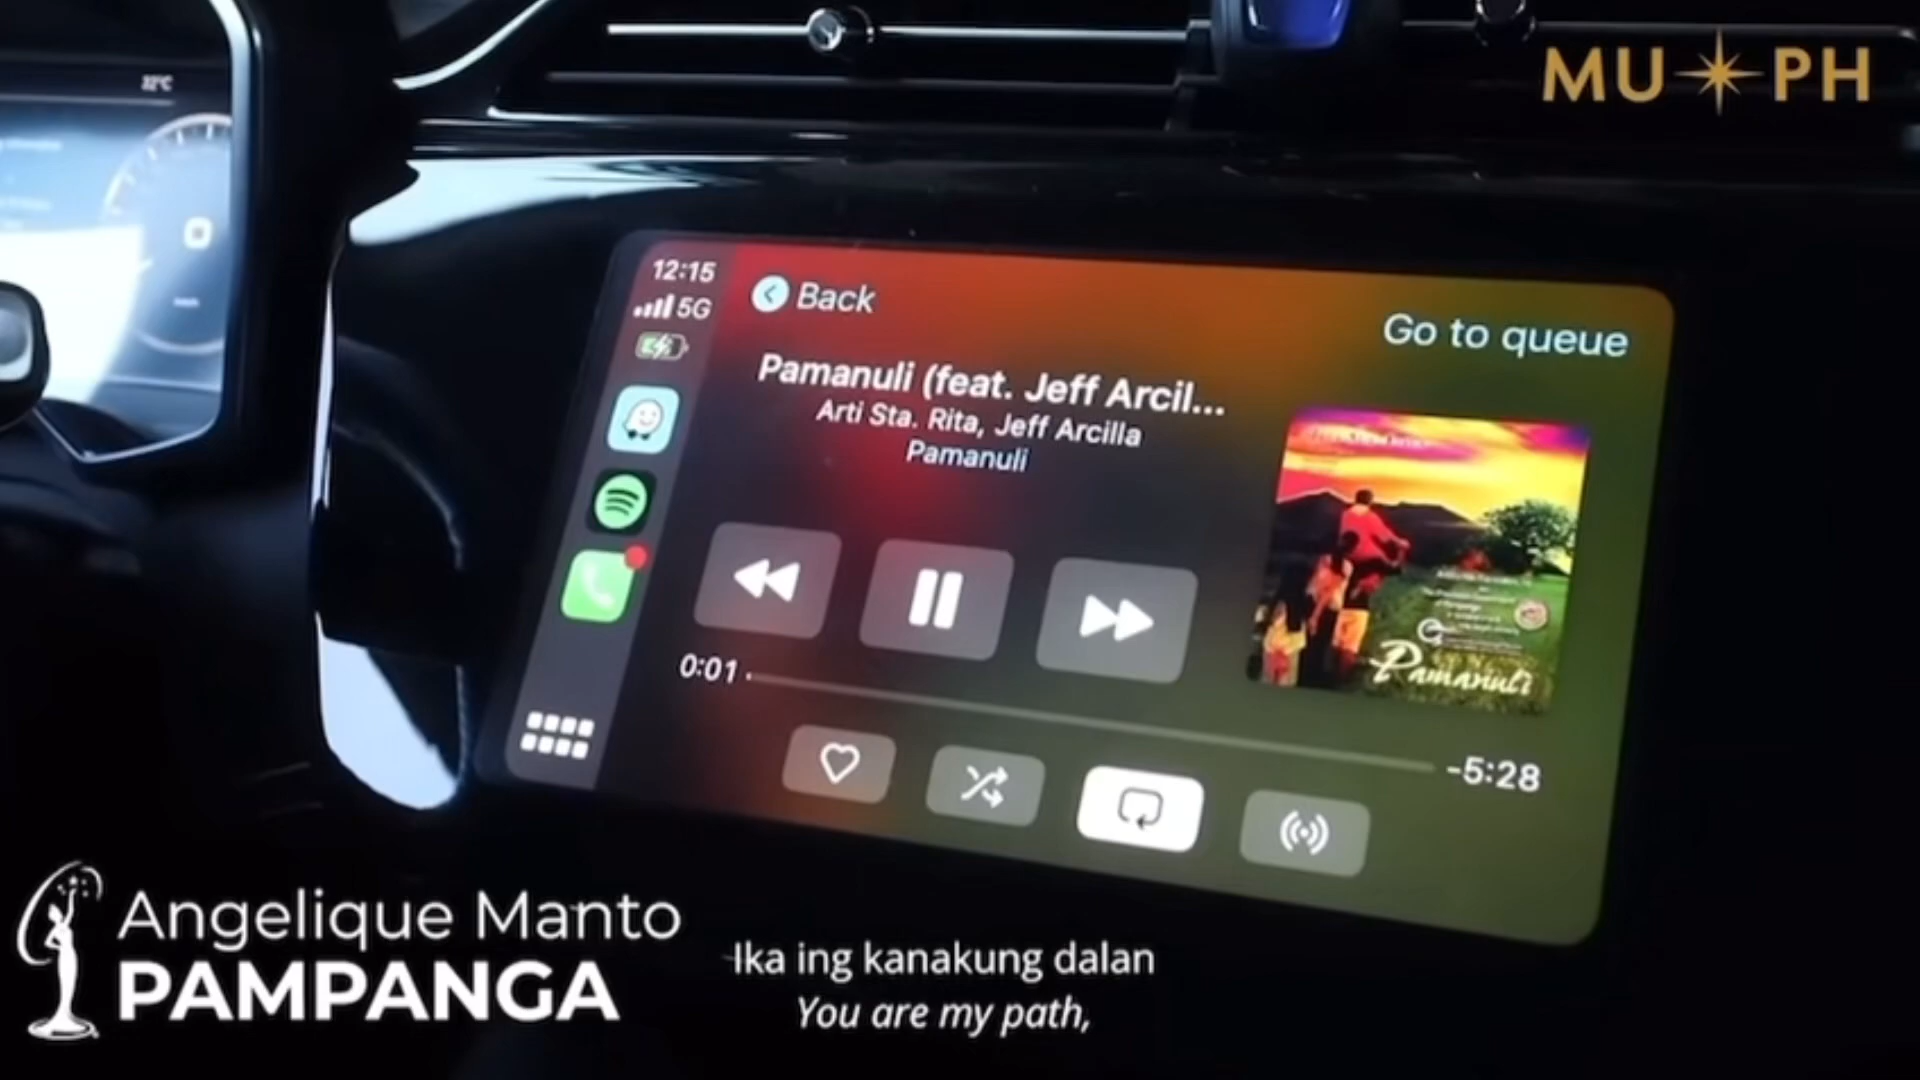 MU PH
12:15
5G
Back
Go to queue
Pamanuli (feat. Jeff Arcil...
Arti Sta. Rita, Jeff Arcilla
Pamanuli
Pamanuli
0:01
-5:28
Angelique Manto
PAMPANGA
Ika ing kanakung dalan
You are my path,